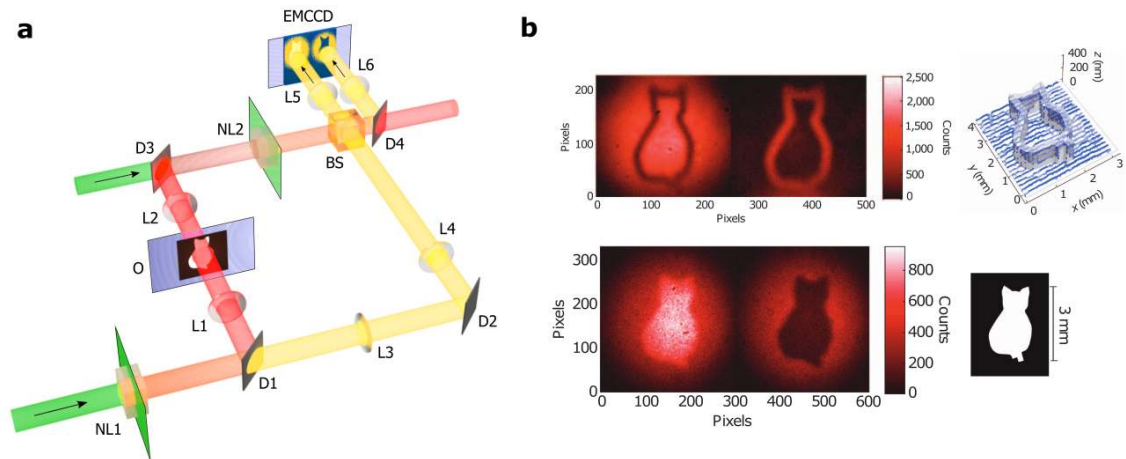 a
EMCCD
L6
L5
NL2
BS
D4
D3
L2
O
L1
L4
D2
L3
D1
NL1
b
200
100
0
Pixels
0 100 200 300 400 500
Pixels
2,500
2,000
1,500
1,000
500
0
Counts
400
200
0
z (nm)
4
3
2
1
0
y (mm)
0
1
2
3
x (mm)
300
200
100
0
Pixels
0 100 200 300 400 500 600
Pixels
800
600
400
200
0
Counts
3 mm